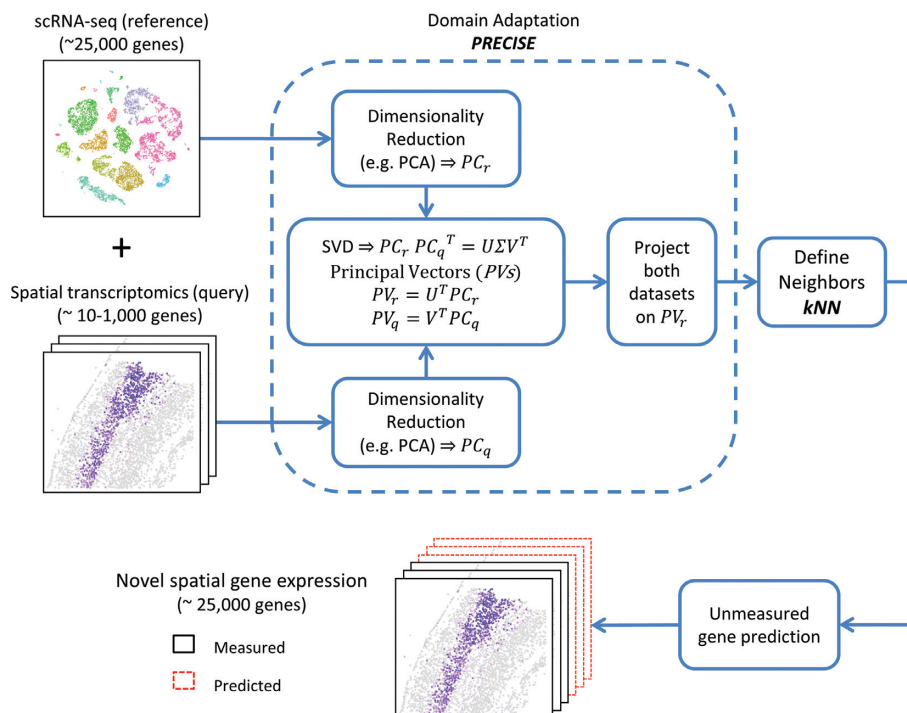 scRNA-seq (reference)
(~25,000 genes)
+
Spatial transcriptomics (query)
(~ 10-1,000 genes)
Domain Adaptation
PRECISE
Dimensionality
Reduction
(e.g. PCA) ⇒ PC_r
SVD ⇒ PC_r PC_q^T = UΣV^T
Principal Vectors (PVs)
PV_r = U^T PC_r
PV_q = V^T PC_q
Dimensionality
Reduction
(e.g. PCA) ⇒ PC_q
Project
both
datasets
on PV_r
Define
Neighbors
kNN
Novel spatial gene expression
(~ 25,000 genes)
Measured
Predicted
Unmeasured
gene prediction